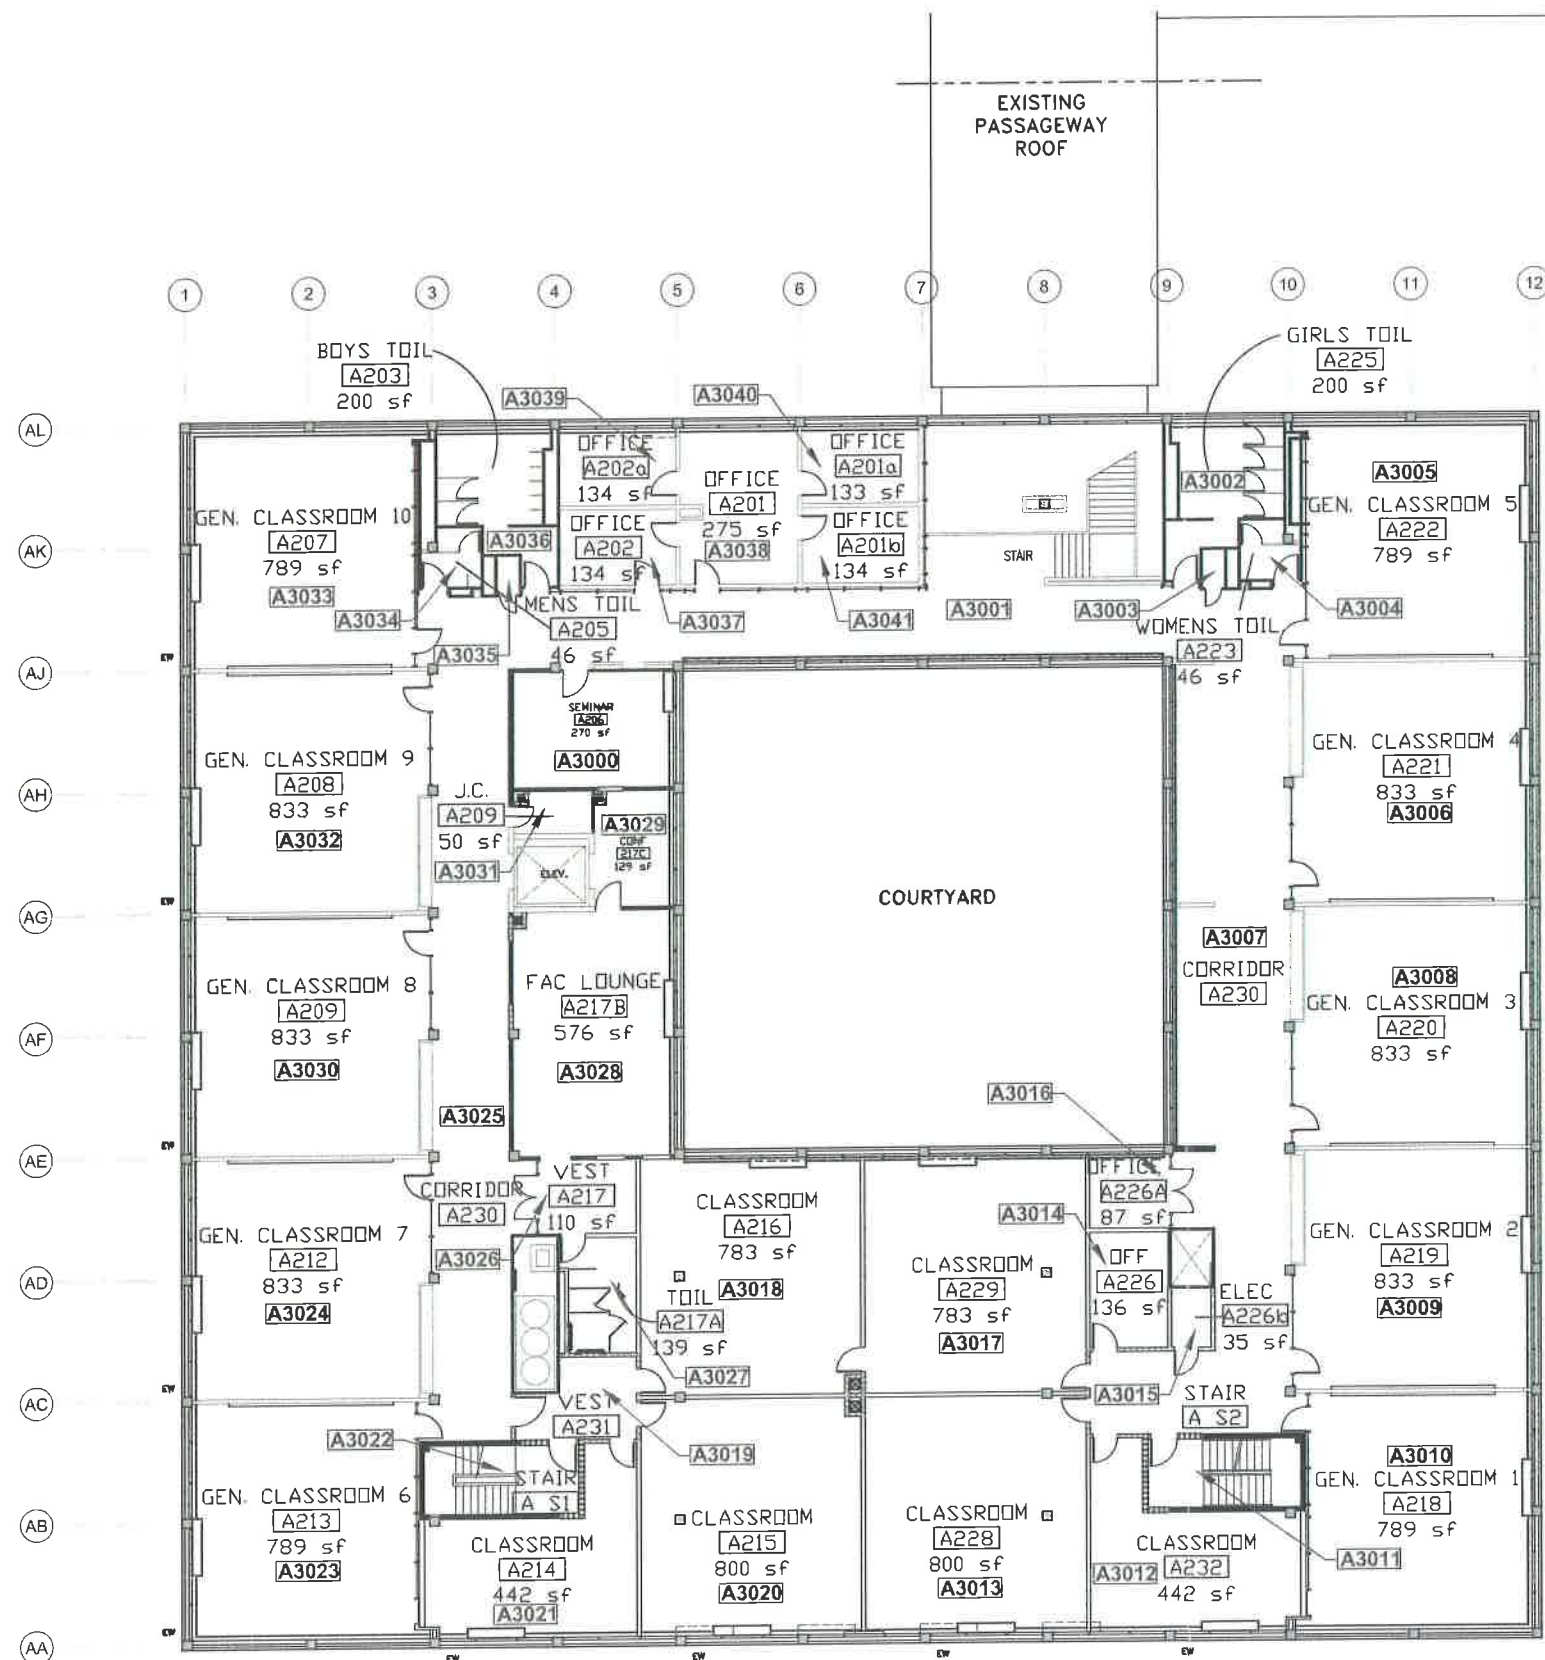 EXISTING
PASSAGEWAY
ROOF
1 2 3 4 5 6 7 8 9 10 11 12
BOYS TOIL
A203
200 sf
GIRLS TOIL
A225
200 sf
A3039
A3040
AL
OFFICE
A202a
134 sf
OFFICE
A201
275 sf
A3038
OFFICE
A201a
133 sf
A3002
A3005
GEN. CLASSROOM 5
A222
789 sf
GEN. CLASSROOM 10
A207
789 sf
A3033
AK
A3036
OFFICE
A202
134 sf
OFFICE
A201b
134 sf
STAIR
A3034
A3035
MENS TOIL
A205
46 sf
A3037
A3041
A3001
A3003
A3004
WOMENS TOIL
A223
46 sf
EW
AJ
SEMINAR
A206
270 sf
A3000
GEN. CLASSROOM 9
A208
833 sf
A3032
GEN. CLASSROOM 4
A221
833 sf
A3006
AH
J.C.
A209
50 sf
A3031
A3029
CONF
217C
129 sf
ELEV.
COURTYARD
EW
AG
A3007
CORRIDOR
A230
GEN. CLASSROOM 8
A209
833 sf
A3030
FAC LOUNGE
A217B
576 sf
A3028
A3008
GEN. CLASSROOM 3
A220
833 sf
AF
A3025
A3016
EW
AE
CORRIDOR
A230
VEST
A217
110 sf
CLASSROOM
A216
783 sf
A3018
OFFICE
A226A
87 sf
A3014
GEN. CLASSROOM 7
A212
833 sf
A3024
A3026
CLASSROOM
A229
783 sf
A3017
OFF
A226
136 sf
GEN. CLASSROOM 2
A219
833 sf
A3009
AD
TOIL
A217A
139 sf
A3027
ELEC
A226b
35 sf
A3015
EW
AC
VEST
A231
A3019
STAIR
A S2
A3022
STAIR
A S1
GEN. CLASSROOM 6
A213
789 sf
A3023
A3010
GEN. CLASSROOM 1
A218
789 sf
AB
CLASSROOM
A214
442 sf
A3021
CLASSROOM
A215
800 sf
A3020
CLASSROOM
A228
800 sf
A3013
CLASSROOM
A232
442 sf
A3012
A3011
EW
AA
EW EW EW EW